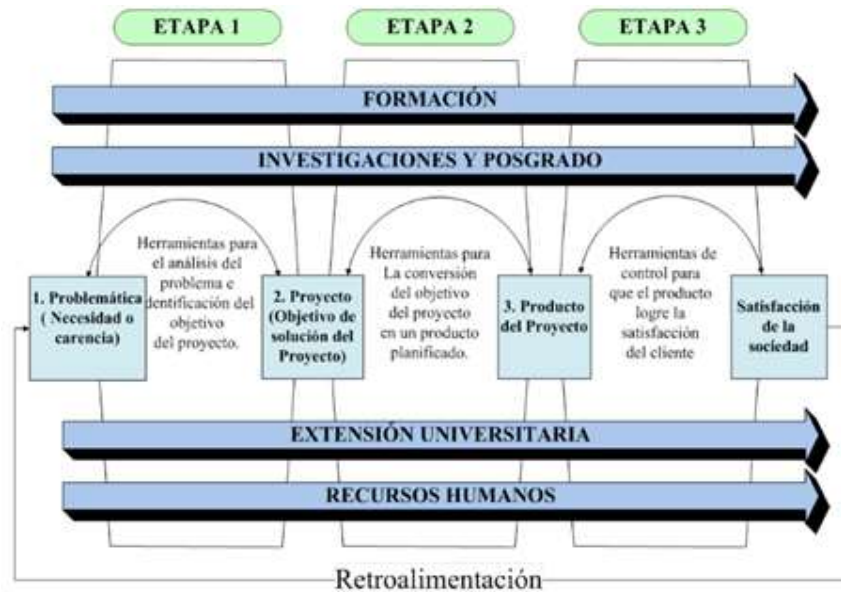 ETAPA 1
ETAPA 2
ETAPA 3
FORMACIÓN
INVESTIGACIONES Y POSGRADO
1. Problemática
( Necesidad o
carencia)
Herramientas para
el análisis del
problema e
dentificación del
objetivo
del proyecto.
2. Proyecto
(Objetivo de
solución del
Proyecto)
Herramientas para
La conversión
del objetivo
del proyecto
en un producto
planificado.
3. Producto
del Proyecto
Herramientas de
control para
que el producto
logre la
satisfacción
del cliente
Satisfacción
de la
sociedad
EXTENSIÓN UNIVERSITARIA
RECURSOS HUMANOS
Retroalimentación